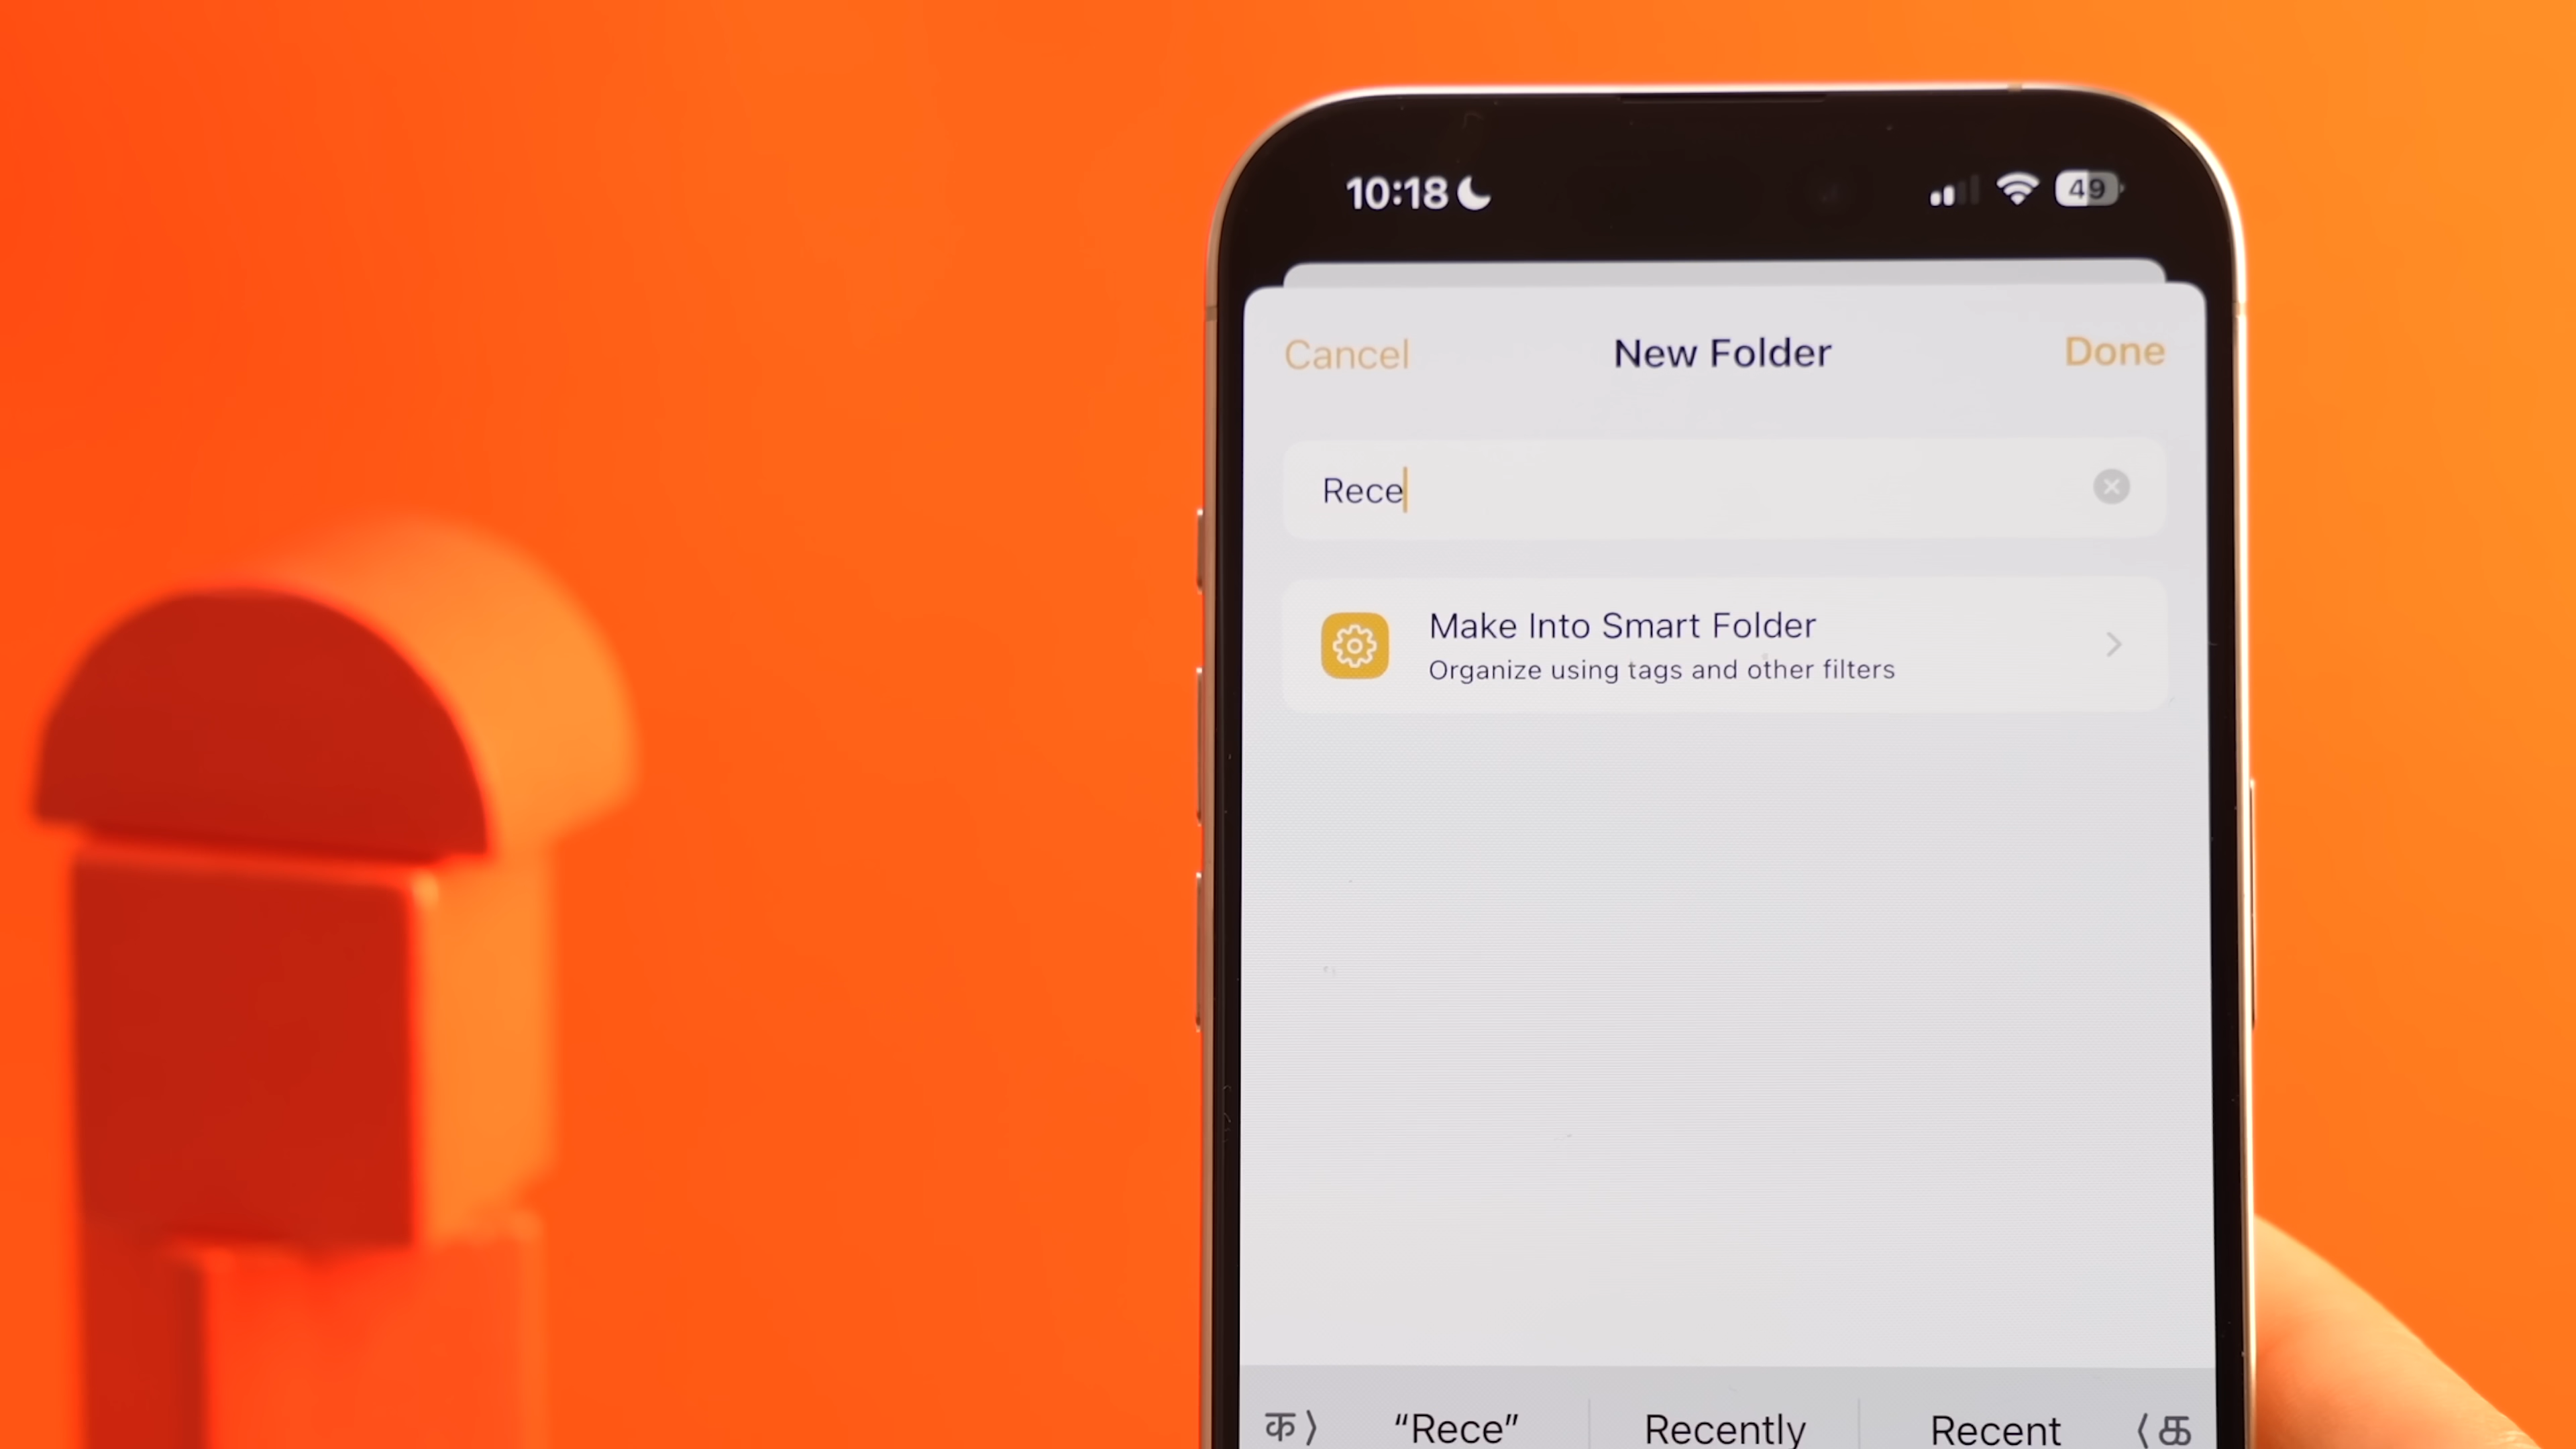 10:18
49
Cancel New Folder Done
Rece
Make Into Smart Folder
Organize using tags and other filters
क⟩ “Rece” Recently Recent ⟨க